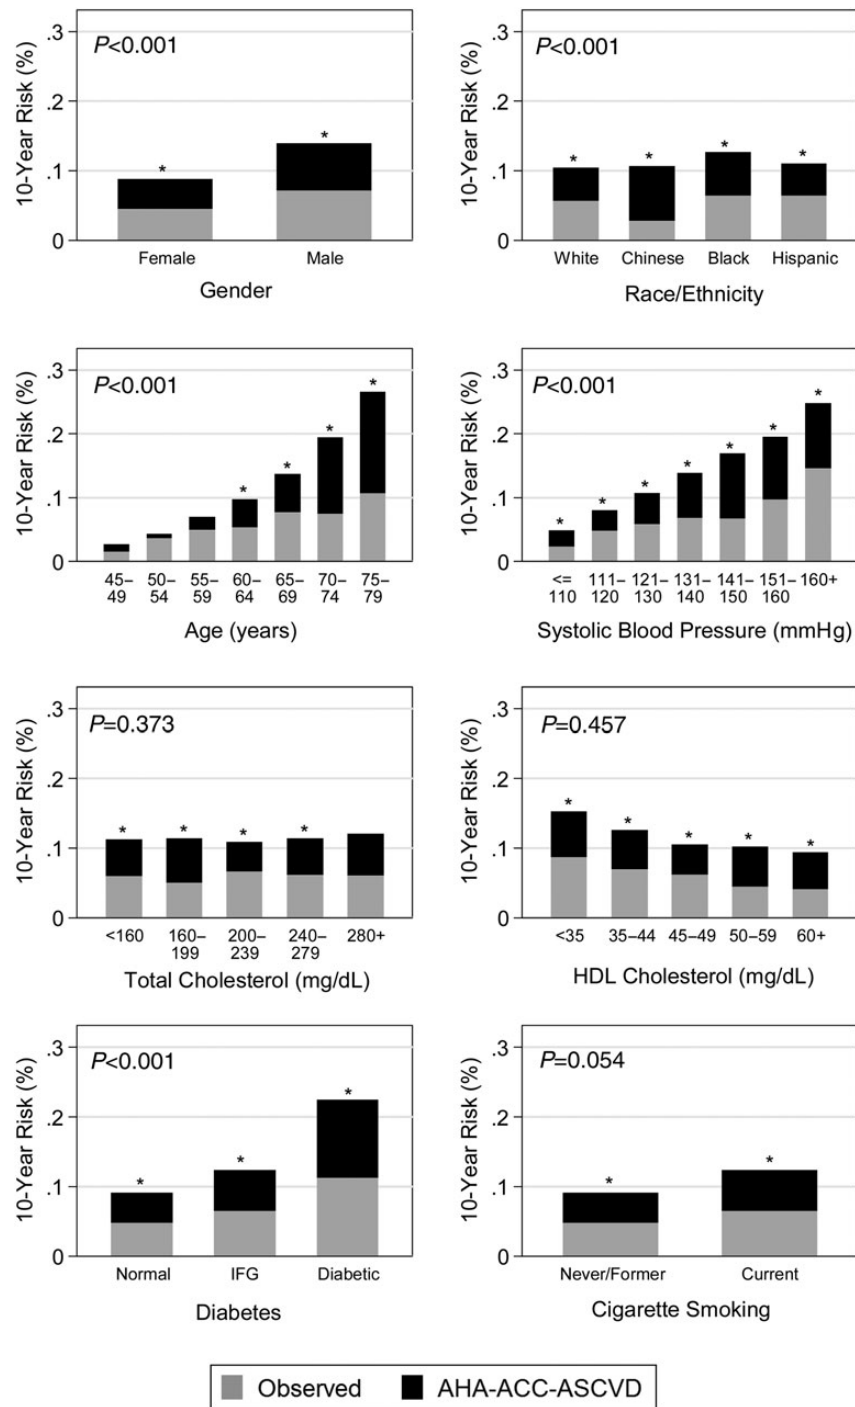 .3
P<0.001
.2
.1
0
10-Year Risk (%)
* *
Female Male
Gender
.3
P<0.001
.2
.1
0
10-Year Risk (%)
* * * *
White Chinese Black Hispanic
Race/Ethnicity
.3
P<0.001
.2
.1
0
10-Year Risk (%)
* * * *
45– 50– 55– 60– 65– 70– 75–
49 54 59 64 69 74 79
Age (years)
.3
P<0.001
.2
.1
0
10-Year Risk (%)
* * * * * * *
<= 111– 121– 131– 141– 151– 160+
110 120 130 140 150 160
Systolic Blood Pressure (mmHg)
.3
P=0.373
.2
.1
0
10-Year Risk (%)
* * * *
<160 160– 200– 240– 280+
199 239 279
Total Cholesterol (mg/dL)
.3
P=0.457
.2
.1
0
10-Year Risk (%)
* * * * *
<35 35–44 45–49 50–59 60+
HDL Cholesterol (mg/dL)
.3
P<0.001
.2
.1
0
10-Year Risk (%)
* * *
Normal IFG Diabetic
Diabetes
.3
P=0.054
.2
.1
0
10-Year Risk (%)
* *
Never/Former Current
Cigarette Smoking
Observed AHA-ACC-ASCVD